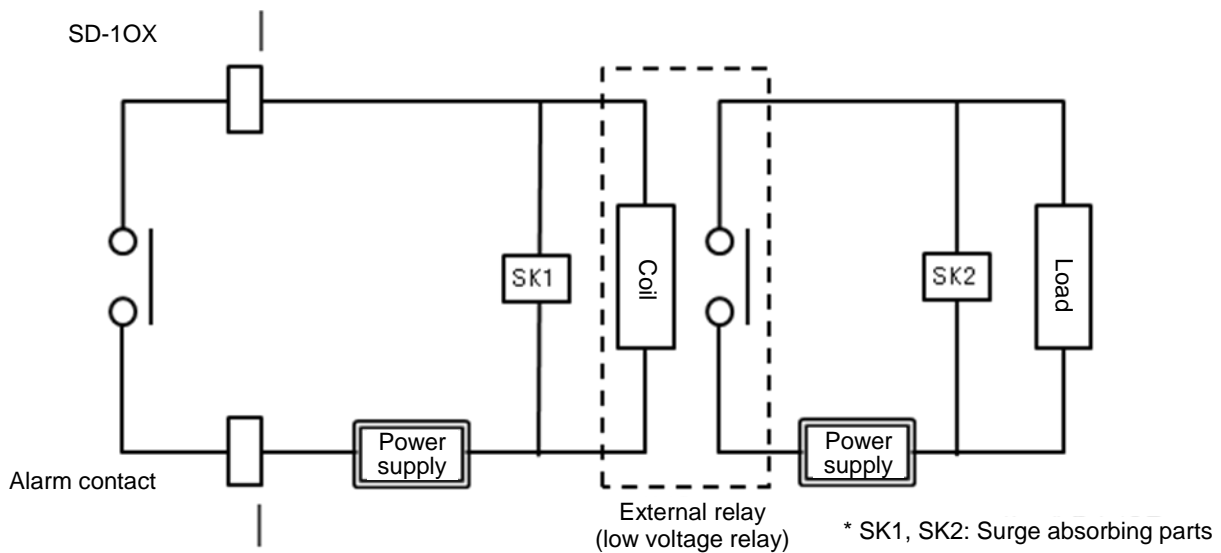 SD-1OX
SK1
Coil
SK2
Load
Power
supply
Power
supply
Alarm contact
External relay
(low voltage relay)
* SK1, SK2: Surge absorbing parts